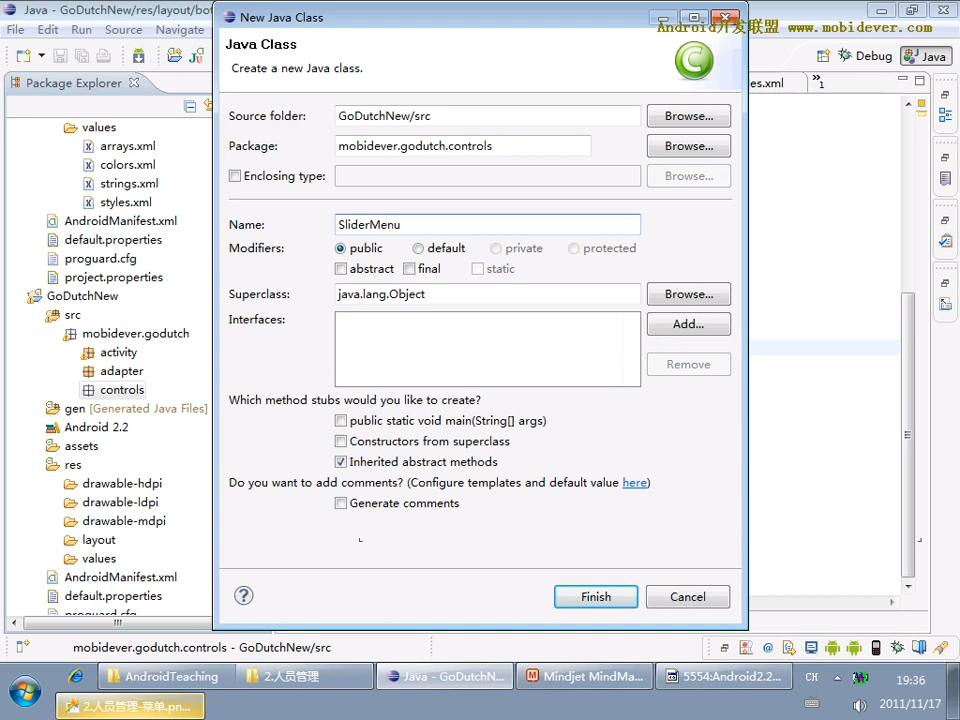 Java - GoDutchNew/res/layout/bot
File Edit Run Source Navigate
New Java Class
Android开发联盟 www.mobidever.com
Java Class
Create a new Java class.
Debug
Java
Package Explorer
es.xml
1
values
arrays.xml
colors.xml
strings.xml
styles.xml
AndroidManifest.xml
default.properties
proguard.cfg
project.properties
GoDutchNew
src
mobidever.godutch
activity
adapter
controls
gen [Generated Java Files]
Android 2.2
assets
res
drawable-hdpi
drawable-ldpi
drawable-mdpi
layout
values
AndroidManifest.xml
default.properties
proguard.cfg
Source folder: GoDutchNew/src Browse...
Package: mobidever.godutch.controls Browse...
Enclosing type: Browse...
Name: SliderMenu
Modifiers: public default private protected
abstract final static
Superclass: java.lang.Object Browse...
Interfaces: Add...
Remove
Which method stubs would you like to create?
public static void main(String[] args)
Constructors from superclass
Inherited abstract methods
Do you want to add comments? (Configure templates and default value here)
Generate comments
Finish Cancel
mobidever.godutch.controls - GoDutchNew/src
AndroidTeaching
2.人员管理
Java - GoDutchN...
Mindjet MindMa...
5554:Android2.2...
CH
19:36
2.人员管理-菜单.pn...
2011/11/17